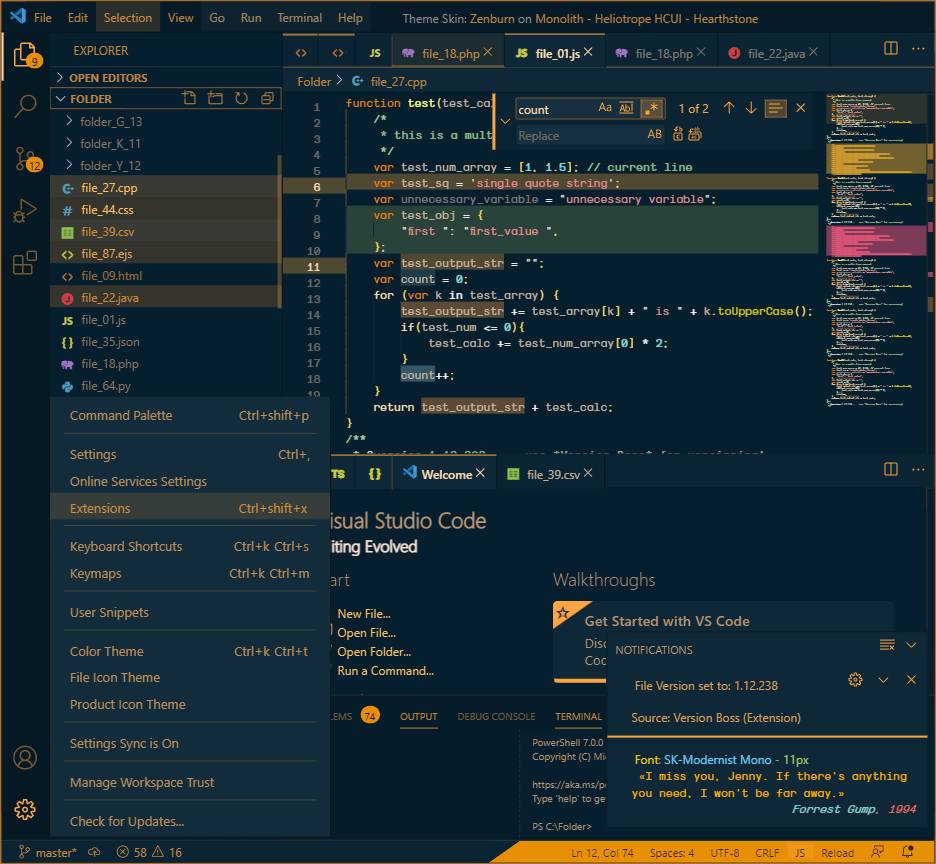 File Edit Selection View Go Run Terminal Help Theme Skin: Zenburn on Monolith - Heliotrope HCUI - Hearthstone
EXPLORER
OPEN EDITORS
FOLDER
folder_G_13
folder_K_11
folder_Y_12
file_27.cpp
file_44.css
file_39.csv
file_87.ejs
file_09.html
file_22.java
file_01.js
file_35.json
file_18.php
file_64.py
9
12
JS file_18.php JS file_01.js file_18.php file_22.java
Folder > file_27.cpp
count Aa Abl .* 1 of 2
Replace AB
1 function test(test_ca
2 /*
3 * this is a mult
4 */
5 var test_num_array = [1, 1.5]; // current line
6 var test_sq = 'single quote string';
7 var unnecessary_variable = "unnecessary variable";
8 var test_obj = {
9 "first ": "first_value ",
10 };
11 var test_output_str = "";
12 var count = 0;
13 for (var k in test_array) {
14 test_output_str += test_array[k] + " is " + k.toUpperCase();
15 if(test_num <= 0){
16 test_calc += test_num_array[0] * 2;
17 }
18 count++;
19 }
return test_output_str + test_calc;
}
/**
TS {} Welcome file_39.csv
isual Studio Code
iting Evolved
art
New File...
Open File...
Open Folder...
Run a Command...
Walkthroughs
Get Started with VS Code
Disc
Coc
Command Palette Ctrl+shift+p
Settings Ctrl+,
Online Services Settings
Extensions Ctrl+shift+x
Keyboard Shortcuts Ctrl+k Ctrl+s
Keymaps Ctrl+k Ctrl+m
User Snippets
Color Theme Ctrl+k Ctrl+t
File Icon Theme
Product Icon Theme
Settings Sync is On
Manage Workspace Trust
Check for Updates...
LEMS 74 OUTPUT DEBUG CONSOLE TERMINAL
PowerShell 7.0.0
Copyright (C) Mi
https://aka.ms/p
Type 'help' to ge
PS C:\Folder>
NOTIFICATIONS
File Version set to: 1.12.238
Source: Version Boss (Extension)
Font: SK-Modernist Mono - 11px
«I miss you, Jenny. If there's anything
you need, I won't be far away.»
Forrest Gump, 1994
master* 58 16 Ln 12, Col 74 Spaces: 4 UTF-8 CRLF JS Reload